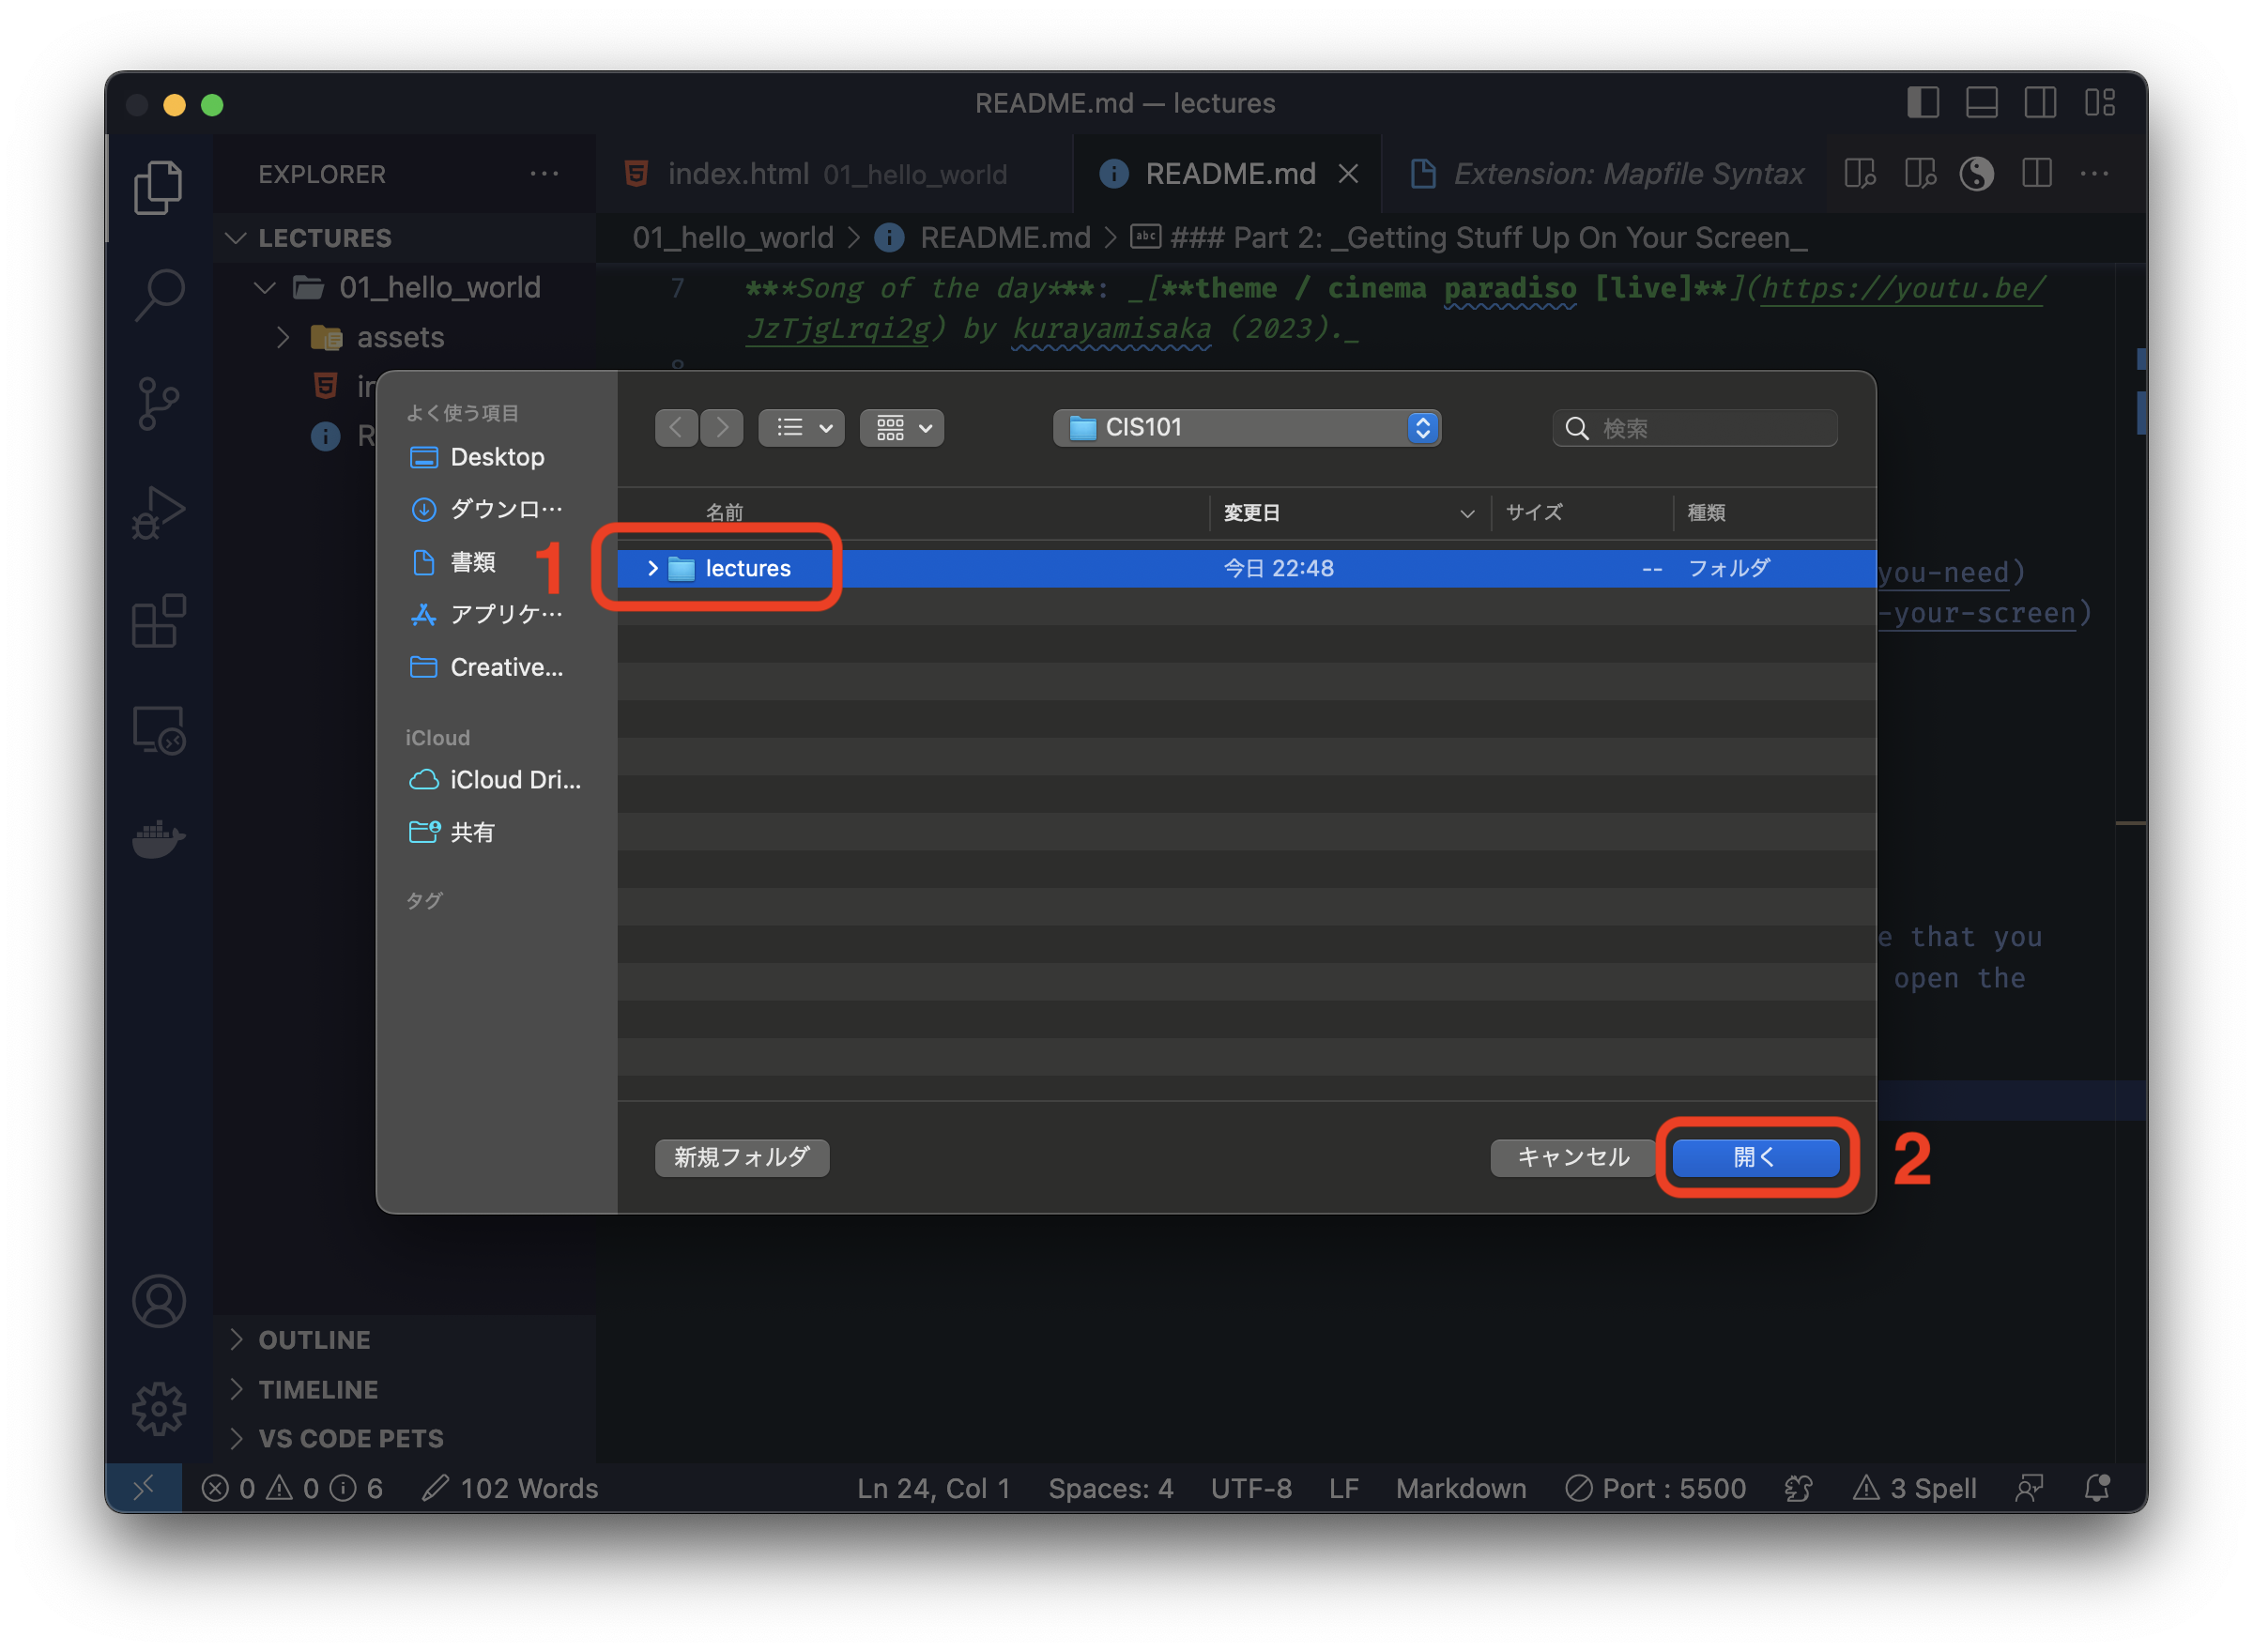 README.md — lectures
EXPLORER
index.html 01_hello_world
README.md
Extension: Mapfile Syntax
LECTURES
01_hello_world > README.md > ### Part 2: _Getting Stuff Up On Your Screen_
01_hello_world
assets
7 ***Song of the day***: _[**theme / cinema paradiso [live]**](https://youtu.be/
JzTjgLrqi2g) by kurayamisaka (2023)._
よく使う項目
Desktop
ダウンロ…
書類
アプリケ…
Creative...
iCloud
iCloud Dri...
共有
タグ
CIS101
検索
名前 変更日 サイズ 種類
1
lectures 今日 22:48 -- フォルダ
新規フォルダ
キャンセル
開く
2
you-need)
-your-screen)
e that you
open the
OUTLINE
TIMELINE
VS CODE PETS
0 0 6 102 Words Ln 24, Col 1 Spaces: 4 UTF-8 LF Markdown Port : 5500 3 Spell